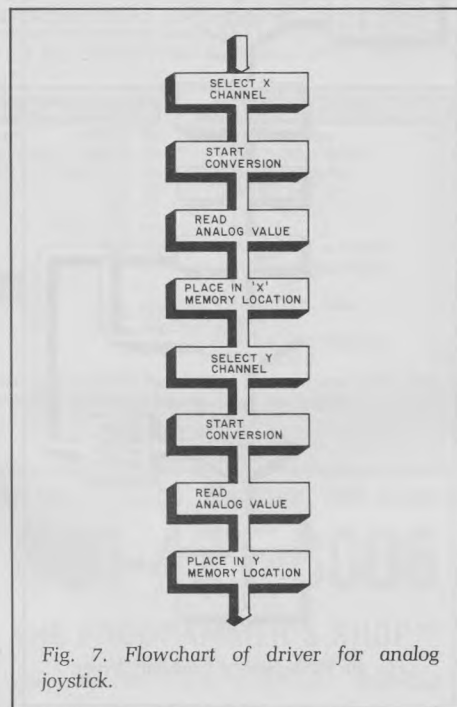 SELECT X
CHANNEL
START
CONVERSION
READ
ANALOG VALUE
PLACE IN 'X'
MEMORY LOCATION
SELECT Y
CHANNEL
START
CONVERSION
READ
ANALOG VALUE
PLACE IN Y
MEMORY LOCATION
Fig. 7. Flowchart of driver for analog
joystick.